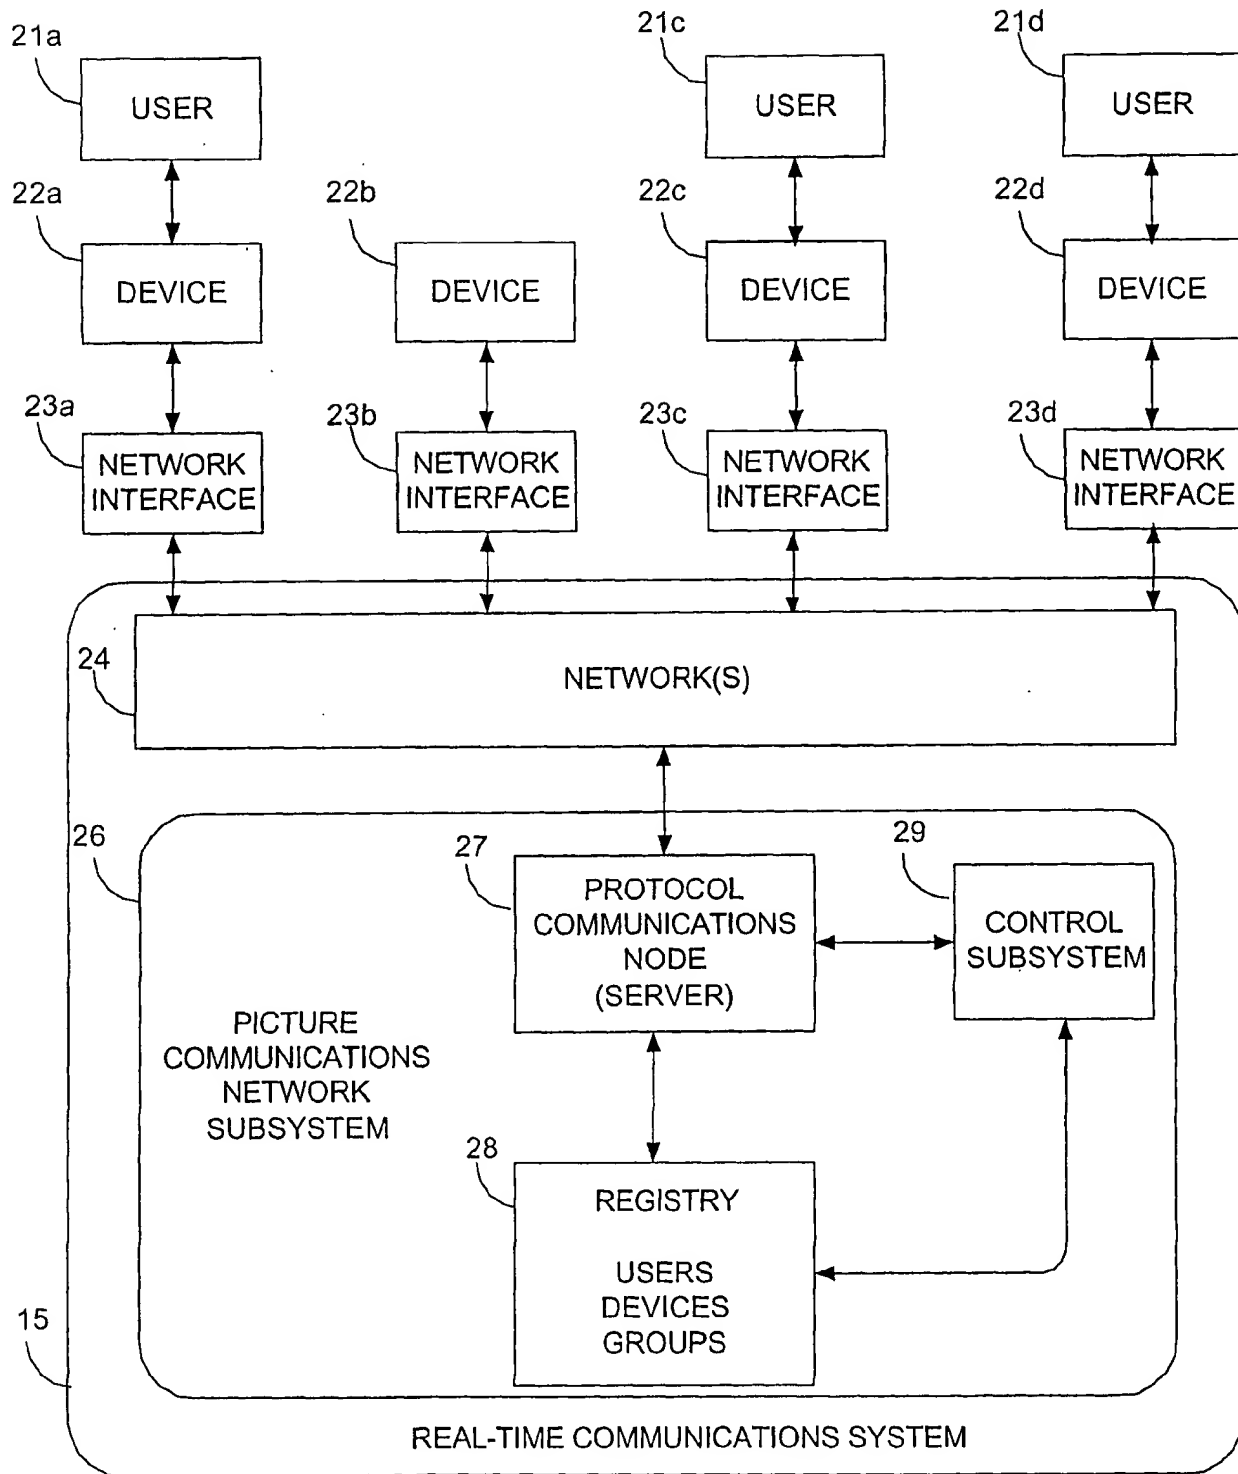 21a
21c
21d
USER
USER
USER
22a
22b
22c
22d
DEVICE
DEVICE
DEVICE
DEVICE
23a
23b
23c
23d
NETWORK
INTERFACE
NETWORK
INTERFACE
NETWORK
INTERFACE
NETWORK
INTERFACE
24
NETWORK(S)
26
27
29
PROTOCOL
COMMUNICATIONS
NODE
(SERVER)
CONTROL
SUBSYSTEM
PICTURE
COMMUNICATIONS
NETWORK
SUBSYSTEM
28
REGISTRY
USERS
DEVICES
GROUPS
15
REAL-TIME COMMUNICATIONS SYSTEM